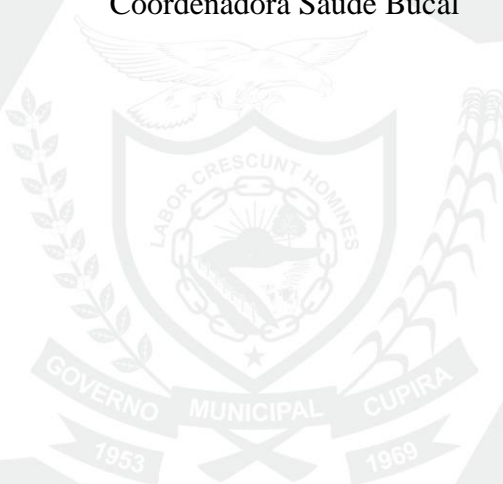 Coordenadora Saúde Bucal
LABOR CRESCUNT HOMINES
GOVERNO MUNICIPAL CUPIRA
1953 1969